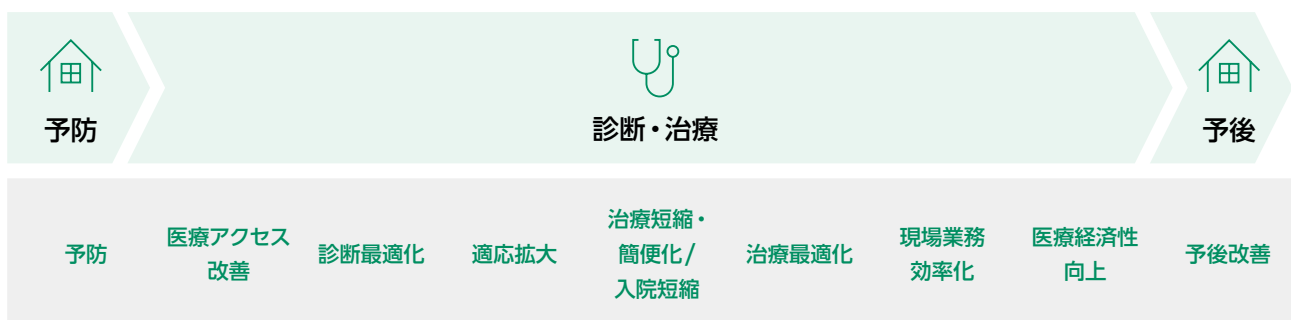 予防
診断・治療
予後
予防
医療アクセス
改善
診断最適化
適応拡大
治療短縮・
簡便化/
入院短縮
治療最適化
現場業務
効率化
医療経済性
向上
予後改善